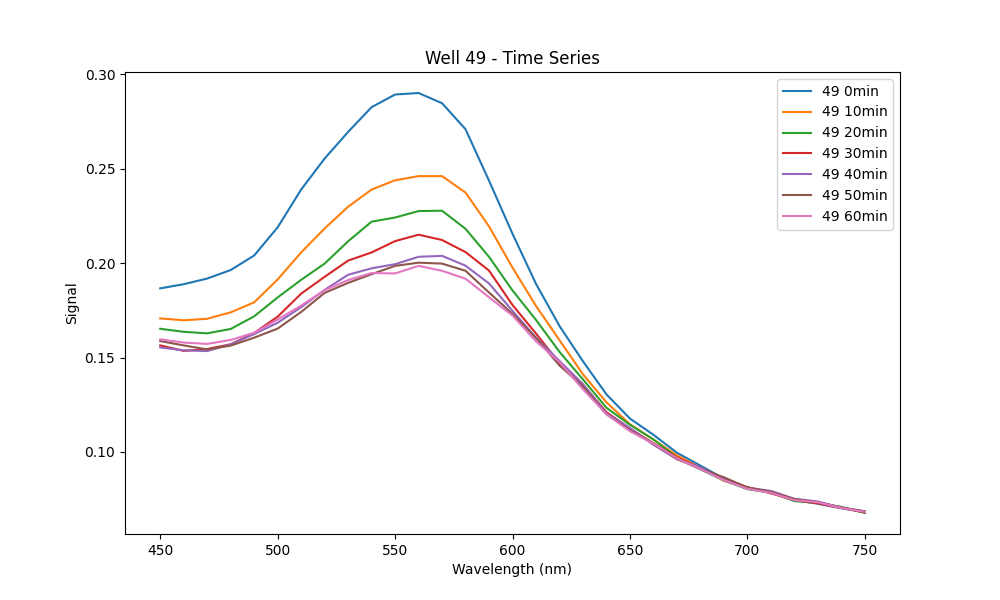 Well 49 - Time Series
Signal
0.30
0.25
0.20
0.15
0.10
49 0min
49 10min
49 20min
49 30min
49 40min
49 50min
49 60min
450 500 550 600 650 700 750
Wavelength (nm)